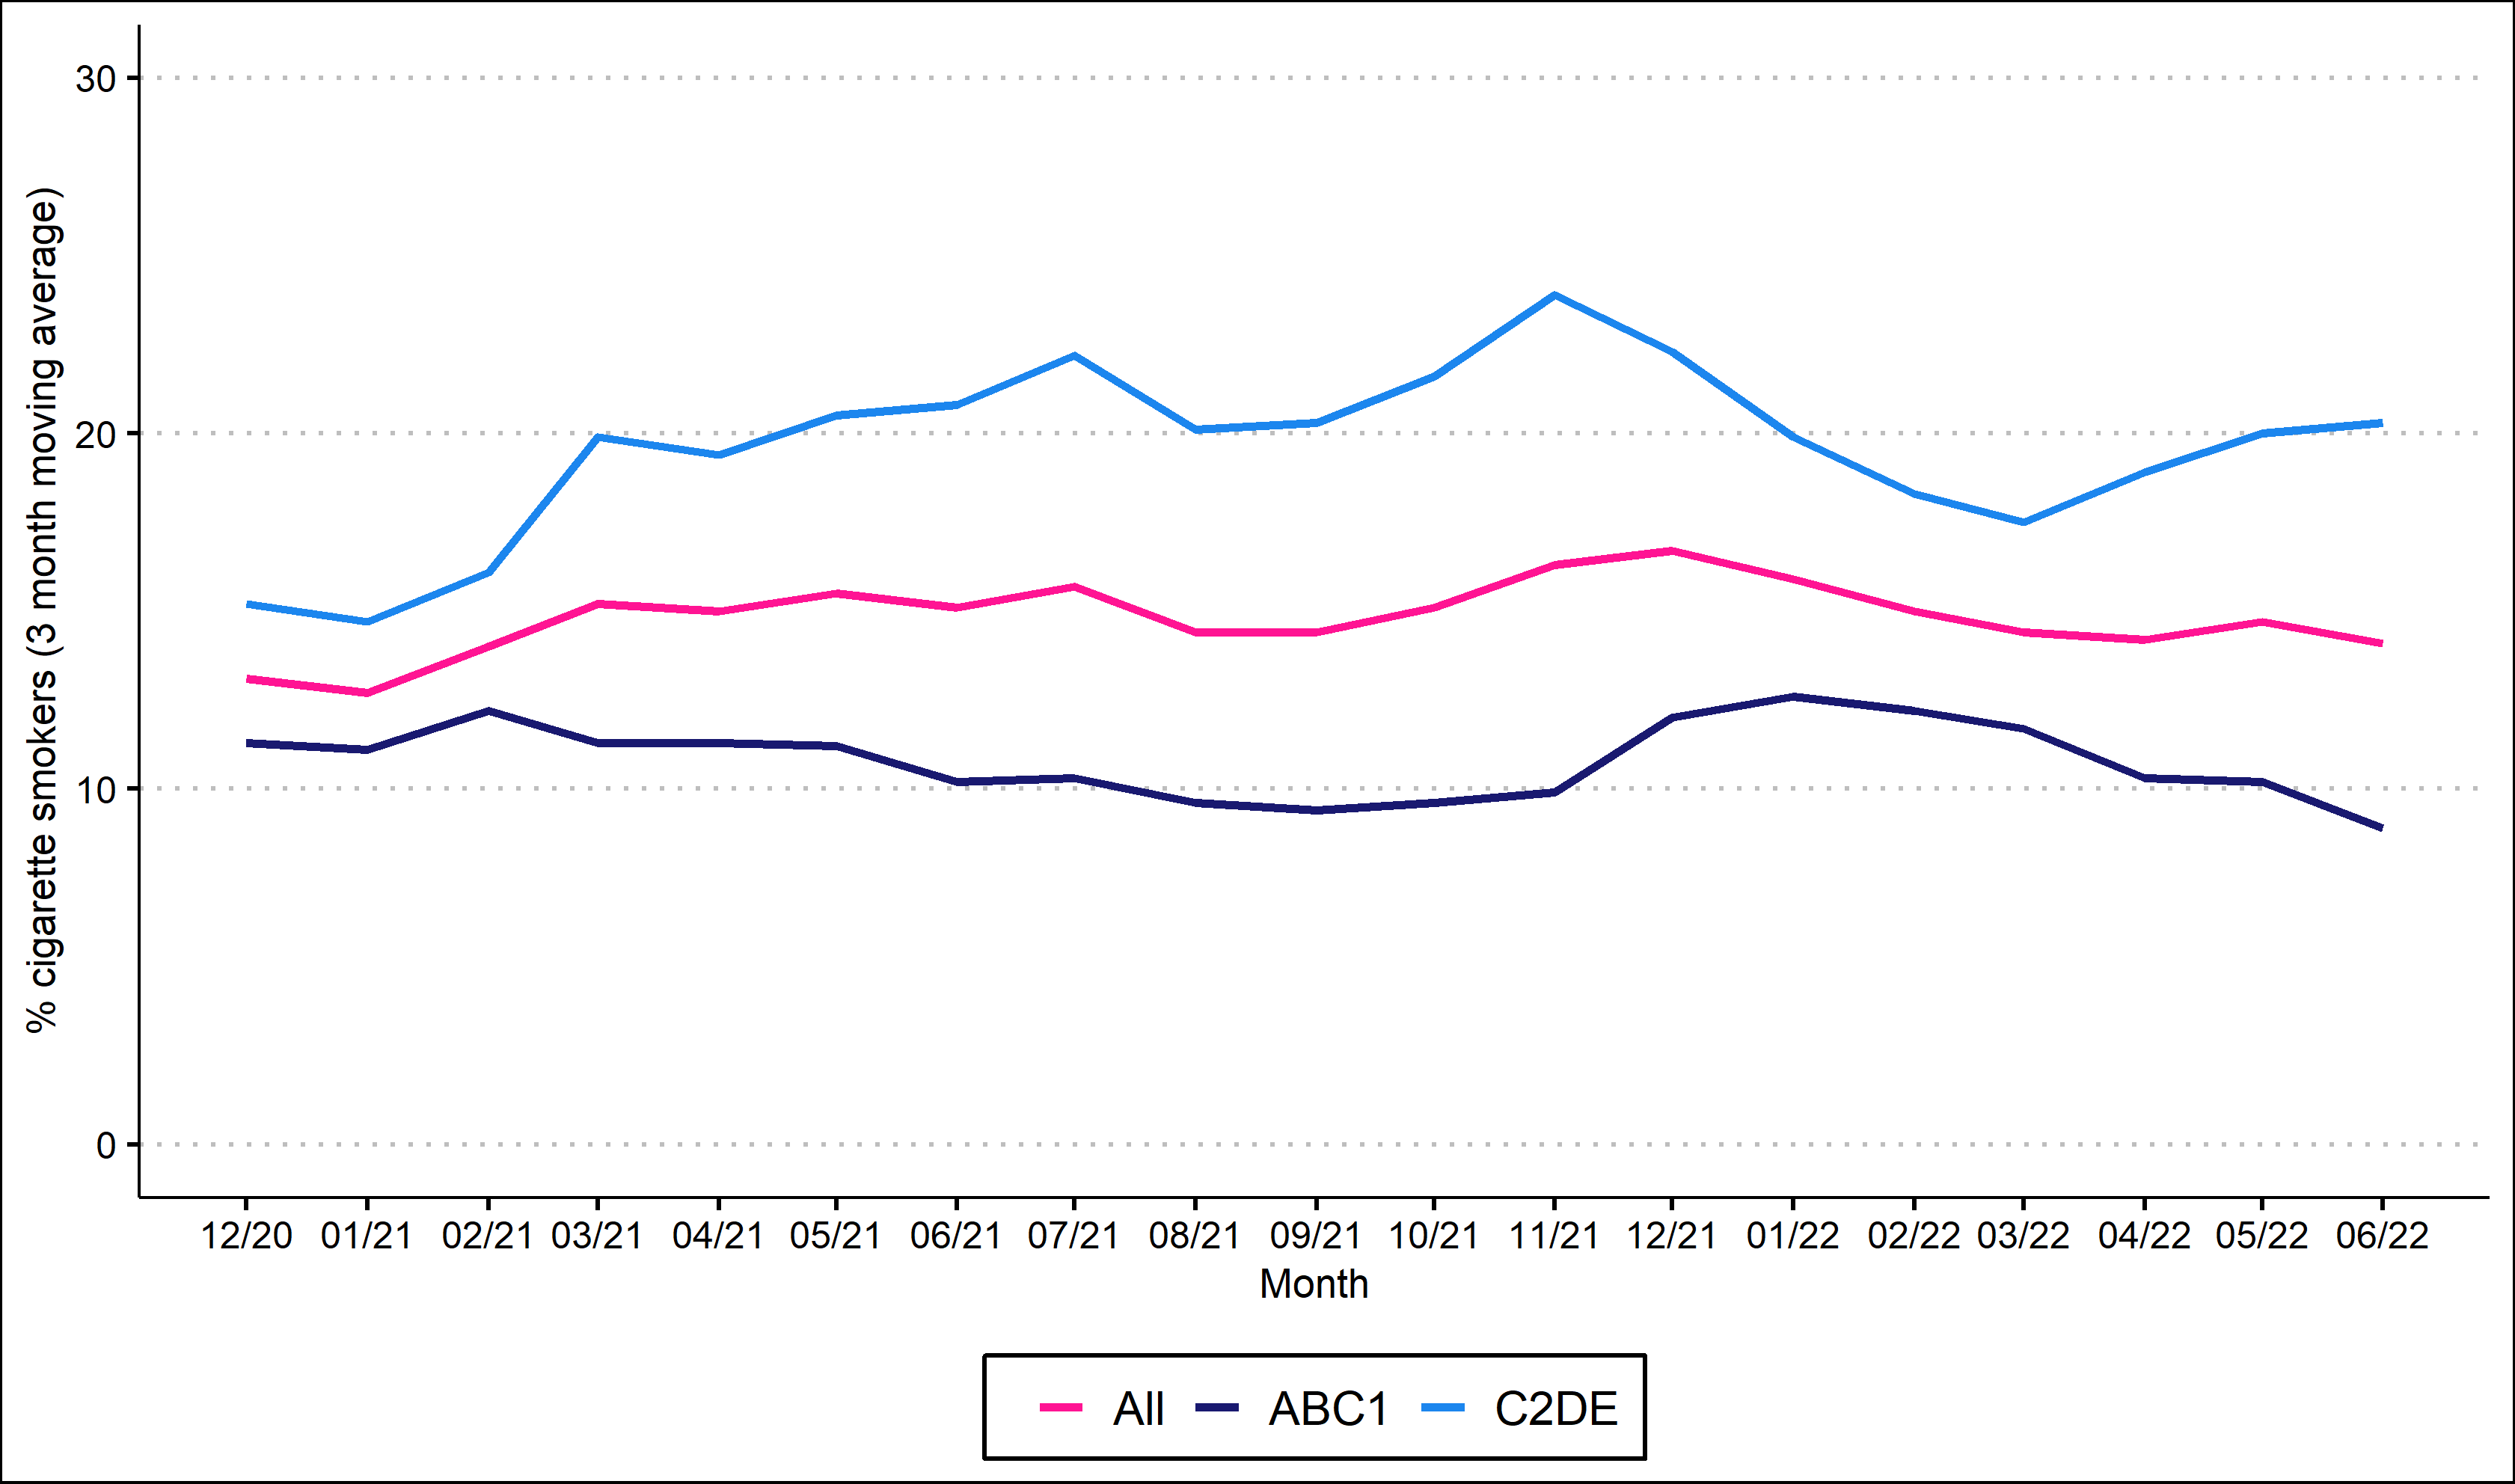 % cigarette smokers (3 month moving average)
30
20
10
0
12/20 01/21 02/21 03/21 04/21 05/21 06/21 07/21 08/21 09/21 10/21 11/21 12/21 01/22 02/22 03/22 04/22 05/22 06/22
Month
All ABC1 C2DE